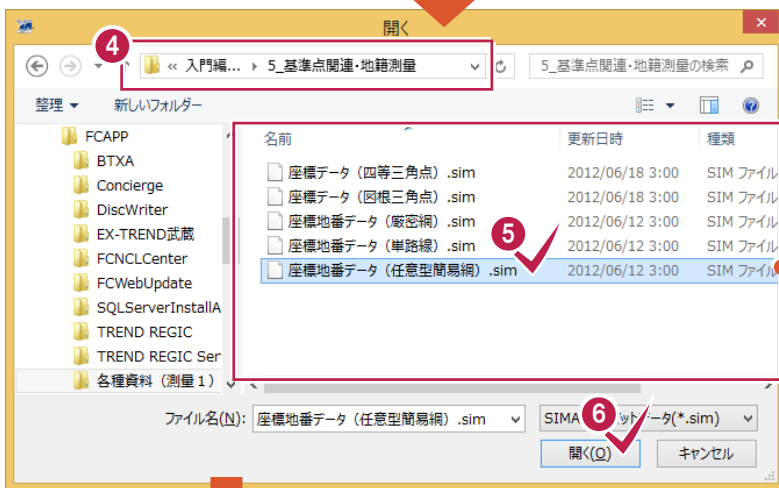 開く
4
« 入門編... ▸ 5_基準点関連・地籍測量
5_基準点関連・地籍測量の検索
整理 ▼ 新しいフォルダー
FCAPP
BTXA
Concierge
DiscWriter
EX-TREND武蔵
FCNCLCenter
FCWebUpdate
SQLServerInstallA
TREND REGIC
TREND REGIC Ser
各種資料（測量１）
名前 更新日時 種類
座標データ（四等三角点）.sim 2012/06/18 3:00 SIM ファイル
座標データ（図根三角点）.sim 2012/06/18 3:00 SIM ファイル
座標地番データ（厳密網）.sim 2012/06/12 3:00 SIM ファイル
座標地番データ（単路線）.sim 2012/06/12 3:00 SIM ファイル
座標地番データ（任意型簡易網）.sim 2012/06/12 3:00 SIM ファイル
5
ファイル名(N): 座標地番データ（任意型簡易網）.sim
SIMA
データ(*.sim)
6
開く(O) キャンセル